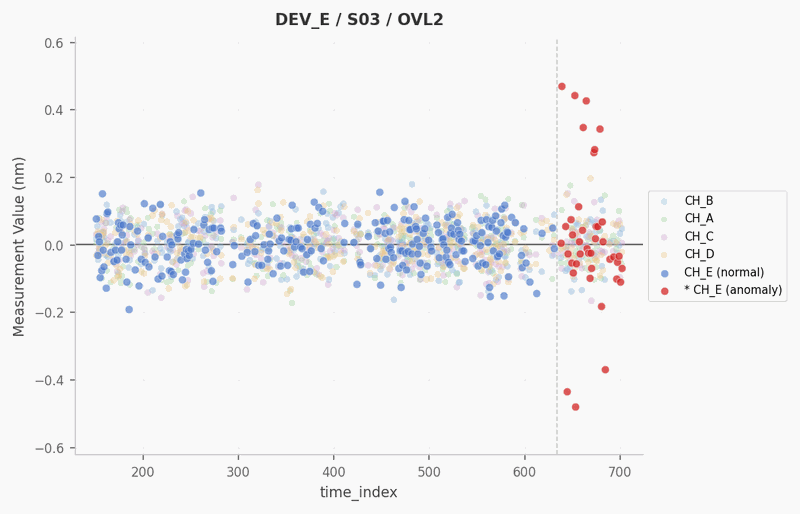 DEV_E / S03 / OVL2
Measurement Value (nm)
0.6
0.4
0.2
0.0
−0.2
−0.4
−0.6
200
300
400
500
600
700
time_index
CH_B
CH_A
CH_C
CH_D
CH_E (normal)
* CH_E (anomaly)